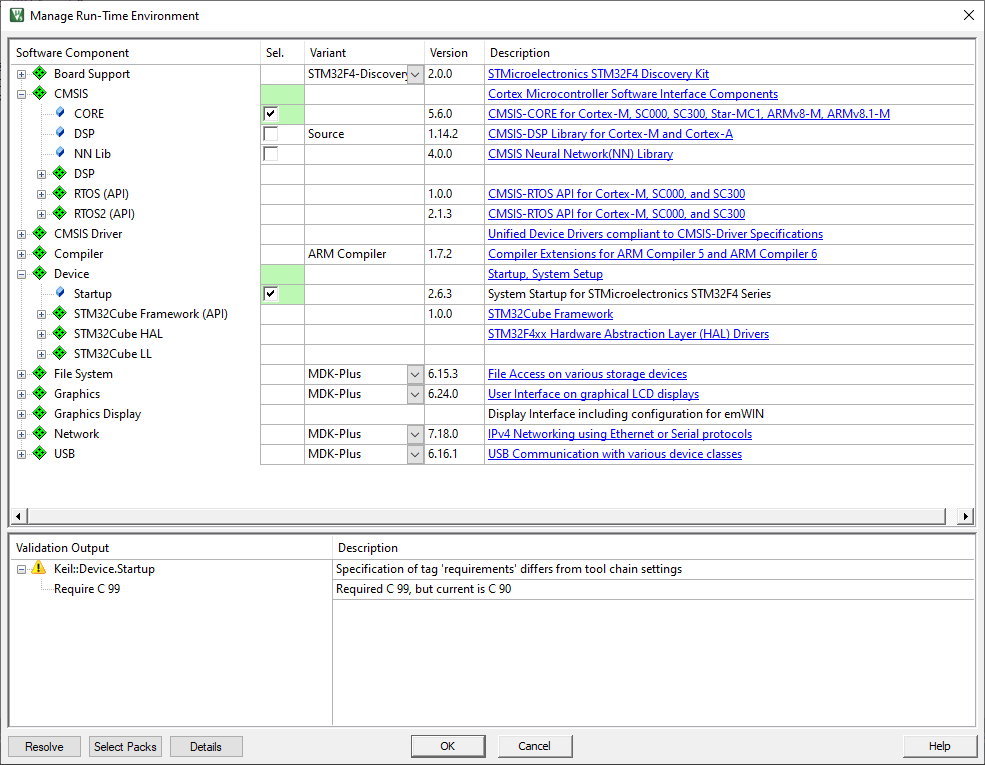 Manage Run-Time Environment
Software Component Sel. Variant Version Description
Board Support STM32F4-Discovery 2.0.0 STMicroelectronics STM32F4 Discovery Kit
CMSIS Cortex Microcontroller Software Interface Components
CORE 5.6.0 CMSIS-CORE for Cortex-M, SC000, SC300, Star-MC1, ARMv8-M, ARMv8.1-M
DSP Source 1.14.2 CMSIS-DSP Library for Cortex-M and Cortex-A
NN Lib 4.0.0 CMSIS Neural Network(NN) Library
DSP
RTOS (API) 1.0.0 CMSIS-RTOS API for Cortex-M, SC000, and SC300
RTOS2 (API) 2.1.3 CMSIS-RTOS API for Cortex-M, SC000, and SC300
CMSIS Driver Unified Device Drivers compliant to CMSIS-Driver Specifications
Compiler ARM Compiler 1.7.2 Compiler Extensions for ARM Compiler 5 and ARM Compiler 6
Device Startup, System Setup
Startup 2.6.3 System Startup for STMicroelectronics STM32F4 Series
STM32Cube Framework (API) 1.0.0 STM32Cube Framework
STM32Cube HAL STM32F4xx Hardware Abstraction Layer (HAL) Drivers
STM32Cube LL
File System MDK-Plus 6.15.3 File Access on various storage devices
Graphics MDK-Plus 6.24.0 User Interface on graphical LCD displays
Graphics Display Display Interface including configuration for emWIN
Network MDK-Plus 7.18.0 IPv4 Networking using Ethernet or Serial protocols
USB MDK-Plus 6.16.1 USB Communication with various device classes
Validation Output Description
Keil::Device.Startup Specification of tag 'requirements' differs from tool chain settings
Require C 99 Required C 99, but current is C 90
Resolve Select Packs Details OK Cancel Help